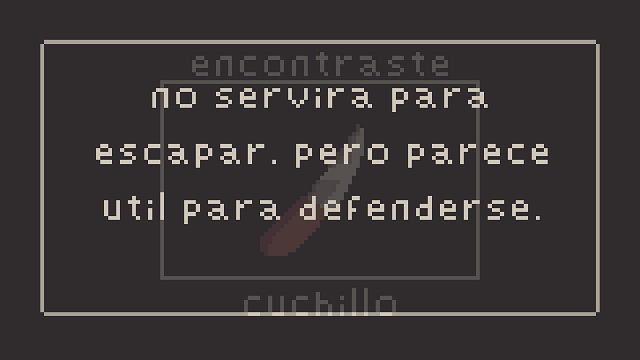 encontraste
no servira para
escapar. pero parece
util para defenderse.
cuchillo